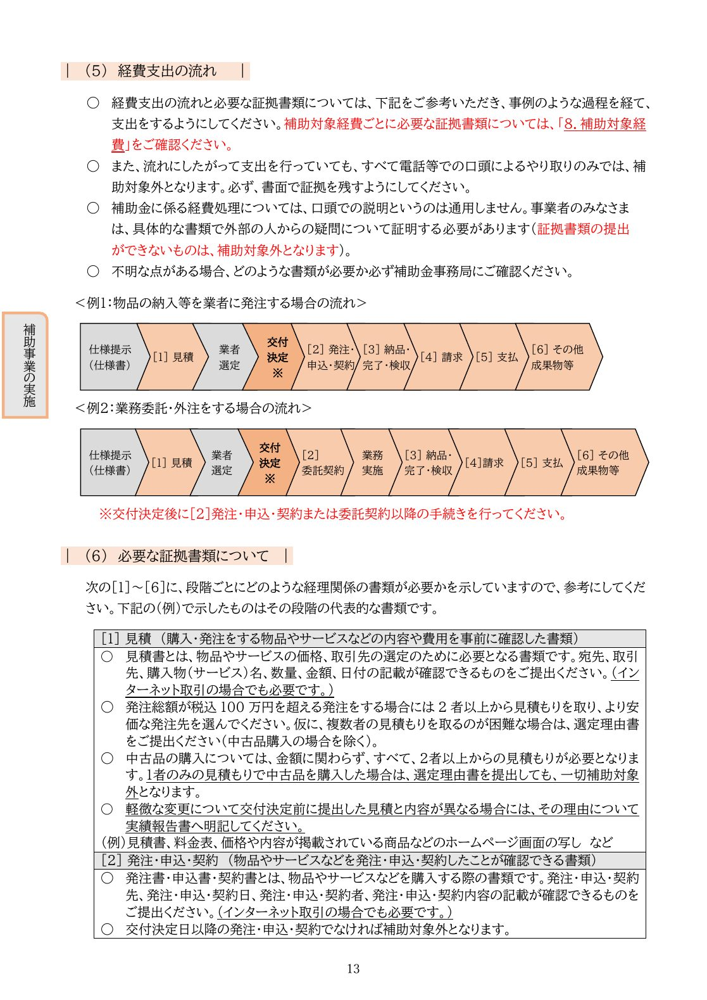 （5） 経費支出の流れ
○ 経費支出の流れと必要な証拠書類については、下記をご参考いただき、事例のような過程を経て、
支出をするようにしてください。補助対象経費ごとに必要な証拠書類については、「8．補助対象経
費」をご確認ください。
○ また、流れにしたがって支出を行っていても、すべて電話等での口頭によるやり取りのみでは、補
助対象外となります。必ず、書面で証拠を残すようにしてください。
○ 補助金に係る経費処理については、口頭での説明というのは通用しません。事業者のみなさま
は、具体的な書類で外部の人からの疑問について証明する必要があります（証拠書類の提出
ができないものは、補助対象外となります）。
○ 不明な点がある場合、どのような書類が必要か必ず補助金事務局にご確認ください。
＜例1：物品の納入等を業者に発注する場合の流れ＞
補助事業の実施
仕様提示
（仕様書）
[1] 見積
業者
選定
交付
決定
※
[2] 発注・
申込・契約
[3] 納品・
完了・検収
[4] 請求
[5] 支払
[6] その他
成果物等
＜例2：業務委託・外注をする場合の流れ＞
仕様提示
（仕様書）
[1] 見積
業者
選定
交付
決定
※
[2]
委託契約
業務
実施
[3] 納品・
完了・検収
[4]請求
[5] 支払
[6] その他
成果物等
※交付決定後に[2]発注・申込・契約または委託契約以降の手続きを行ってください。
（6） 必要な証拠書類について
次の[1]～[6]に、段階ごとにどのような経理関係の書類が必要かを示していますので、参考にしてくだ
さい。下記の（例）で示したものはその段階の代表的な書類です。
[1] 見積 （購入・発注をする物品やサービスなどの内容や費用を事前に確認した書類）
○ 見積書とは、物品やサービスの価格、取引先の選定のために必要となる書類です。宛先、取引
先、購入物（サービス）名、数量、金額、日付の記載が確認できるものをご提出ください。（イン
ターネット取引の場合でも必要です。）
○ 発注総額が税込 100 万円を超える発注をする場合には 2 者以上から見積もりを取り、より安
価な発注先を選んでください。仮に、複数者の見積もりを取るのが困難な場合は、選定理由書
をご提出ください（中古品購入の場合を除く）。
○ 中古品の購入については、金額に関わらず、すべて、2者以上からの見積もりが必要となりま
す。1者のみの見積もりで中古品を購入した場合は、選定理由書を提出しても、一切補助対象
外となります。
○ 軽微な変更について交付決定前に提出した見積と内容が異なる場合には、その理由について
実績報告書へ明記してください。
（例）見積書、料金表、価格や内容が掲載されている商品などのホームページ画面の写し など
[2] 発注・申込・契約 （物品やサービスなどを発注・申込・契約したことが確認できる書類）
○ 発注書・申込書・契約書とは、物品やサービスなどを購入する際の書類です。発注・申込・契約
先、発注・申込・契約日、発注・申込・契約者、発注・申込・契約内容の記載が確認できるものを
ご提出ください。（インターネット取引の場合でも必要です。）
○ 交付決定日以降の発注・申込・契約でなければ補助対象外となります。
13